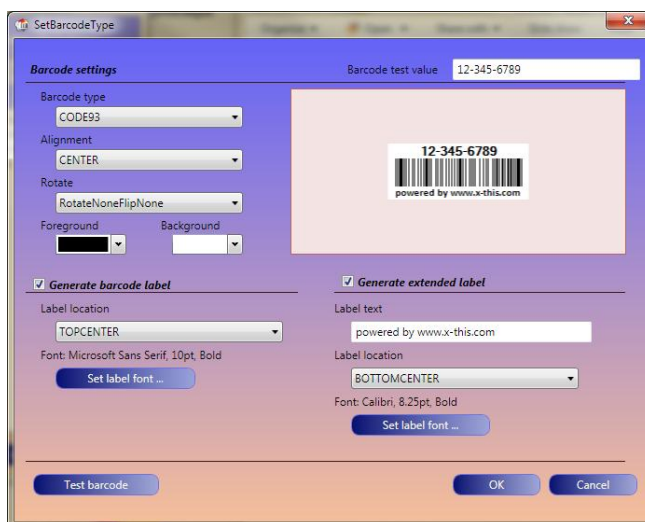 SetBarcodeType
Barcode settings
Barcode test value 12-345-6789
Barcode type
CODE93
Alignment
CENTER
Rotate
RotateNoneFlipNone
Foreground Background
12-345-6789
powered by www.x-this.com
Generate barcode label
Label location
TOPCENTER
Font: Microsoft Sans Serif, 10pt, Bold
Set label font ...
Generate extended label
Label text
powered by www.x-this.com
Label location
BOTTOMCENTER
Font: Calibri, 8.25pt, Bold
Set label font ...
Test barcode
OK
Cancel